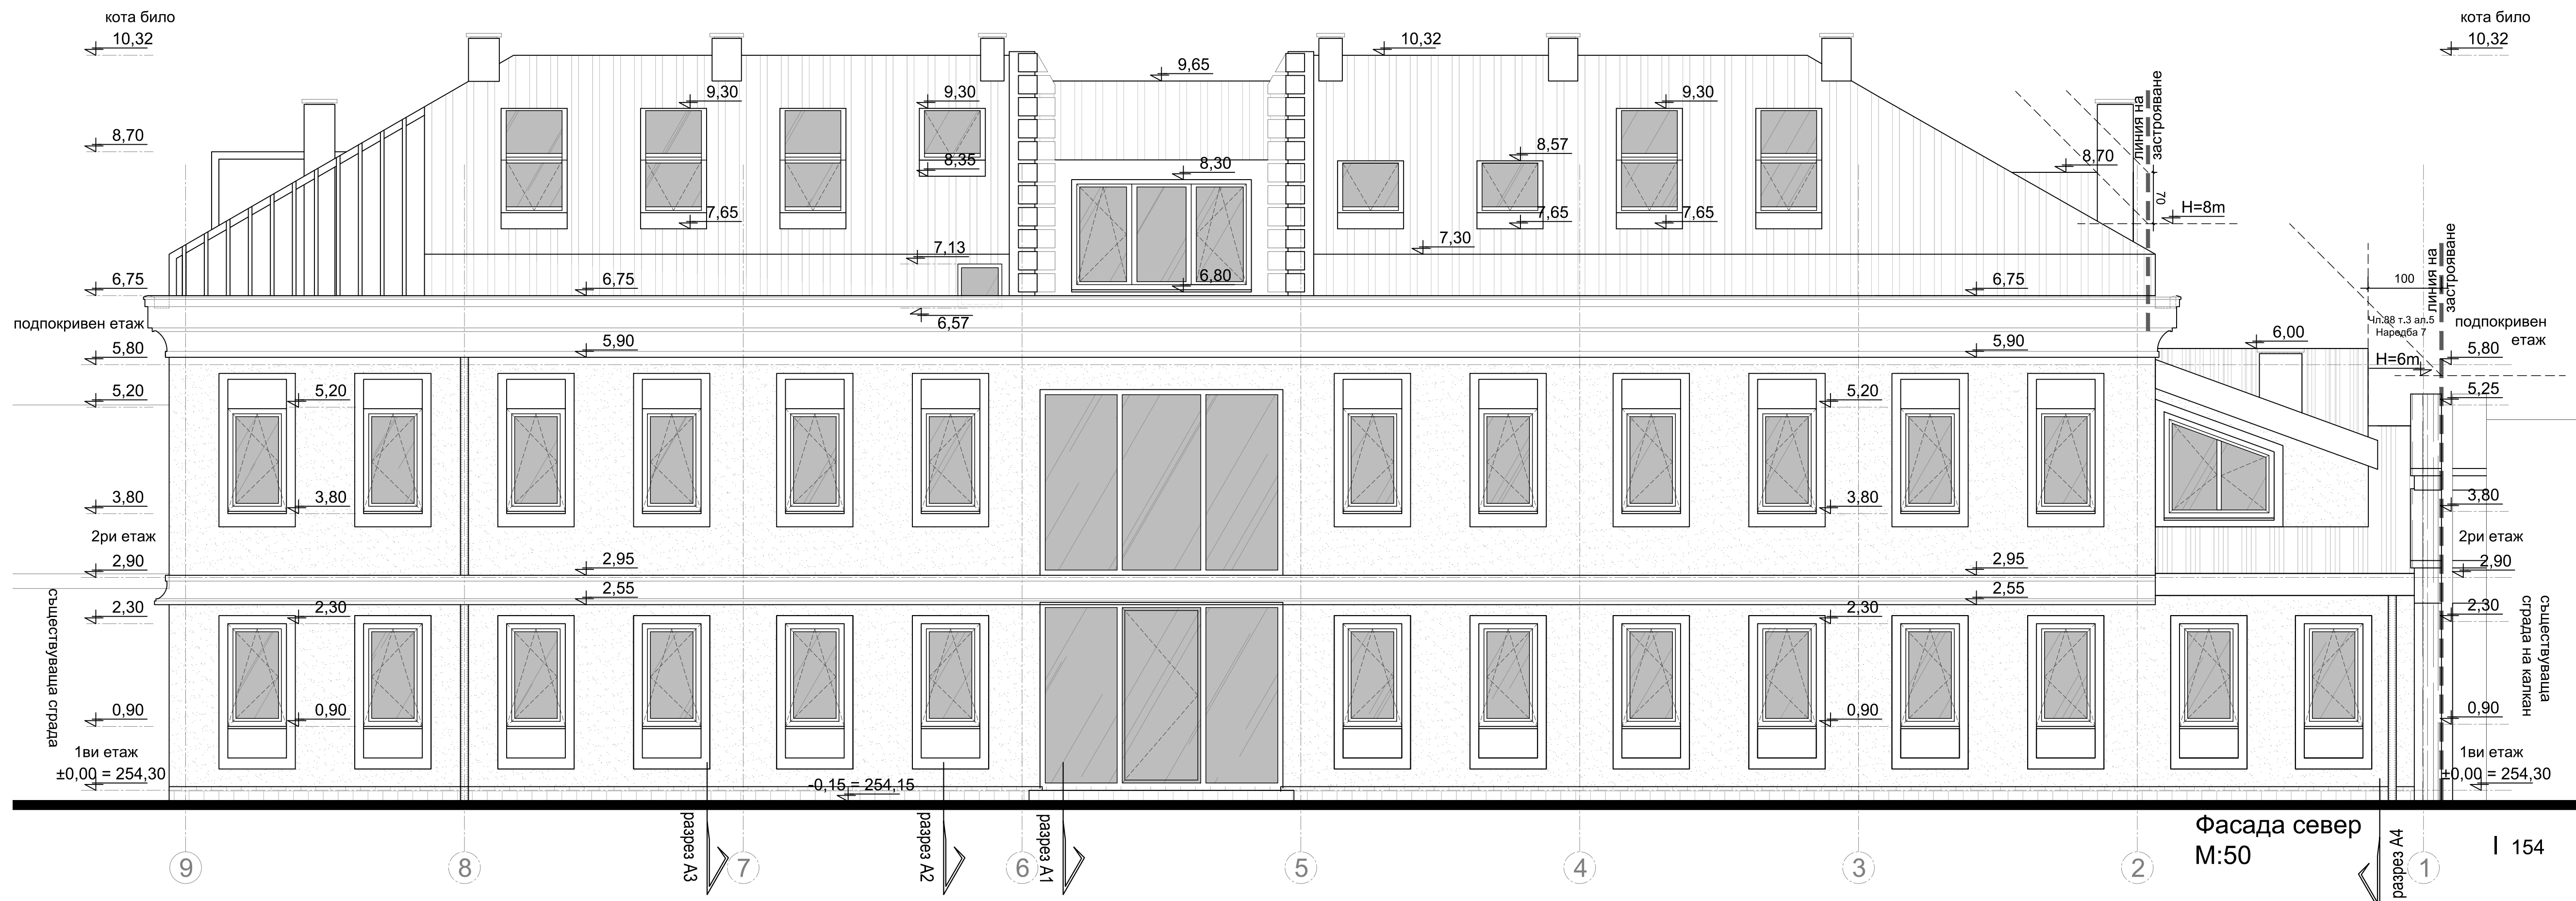 кота било
10,32
10,32
кота било
10,32
9,65
9,30
9,30
9,30
8,70
8,35
8,57
8,30
8,70
линия на
застрояване
70
H=8m
7,65
7,65
7,65
7,13
7,30
6,75
6,75
6,80
6,75
100
линия на
застрояване
подпокривен етаж
6,57
Чл.88 т.3 ал.5
Наредба 7
подпокривен
етаж
6,00
5,80
5,90
5,90
H=6m
5,80
5,20
5,20
5,20
5,25
3,80
3,80
3,80
3,80
2ри етаж
2ри етаж
2,90
2,95
2,95
2,90
2,55
2,55
2,30
2,30
2,30
2,30
съществуваща сграда
съществуваща
сграда на калкан
0,90
0,90
0,90
0,90
1ви етаж
1ви етаж
±0,00 = 254,30
-0,15 = 254,15
±0,00 = 254,30
разрез А3
разрез А2
разрез А1
разрез А4
Фасада север
М:50
I 154
9
8
7
6
5
4
3
2
1